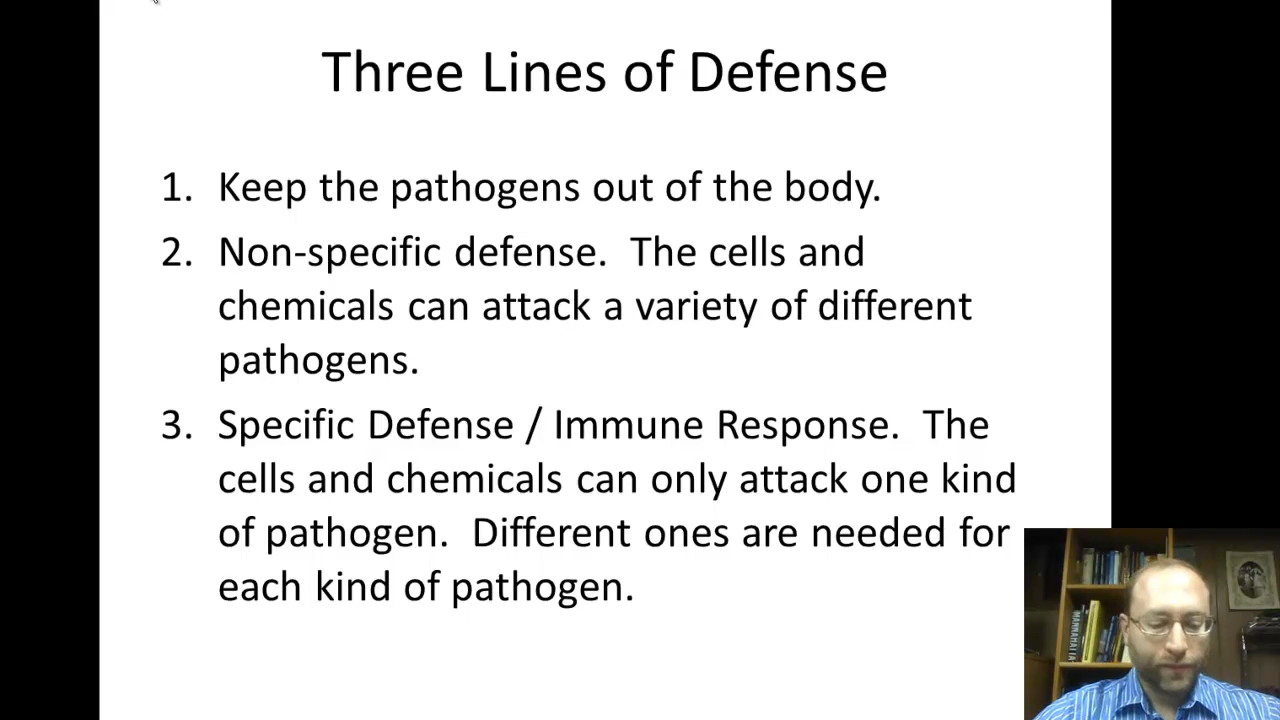 Three Lines of Defense
1. Keep the pathogens out of the body.
2. Non-specific defense. The cells and
chemicals can attack a variety of different
pathogens.
3. Specific Defense / Immune Response. The
cells and chemicals can only attack one kind
of pathogen. Different ones are needed for
each kind of pathogen.
MANNAHATTA